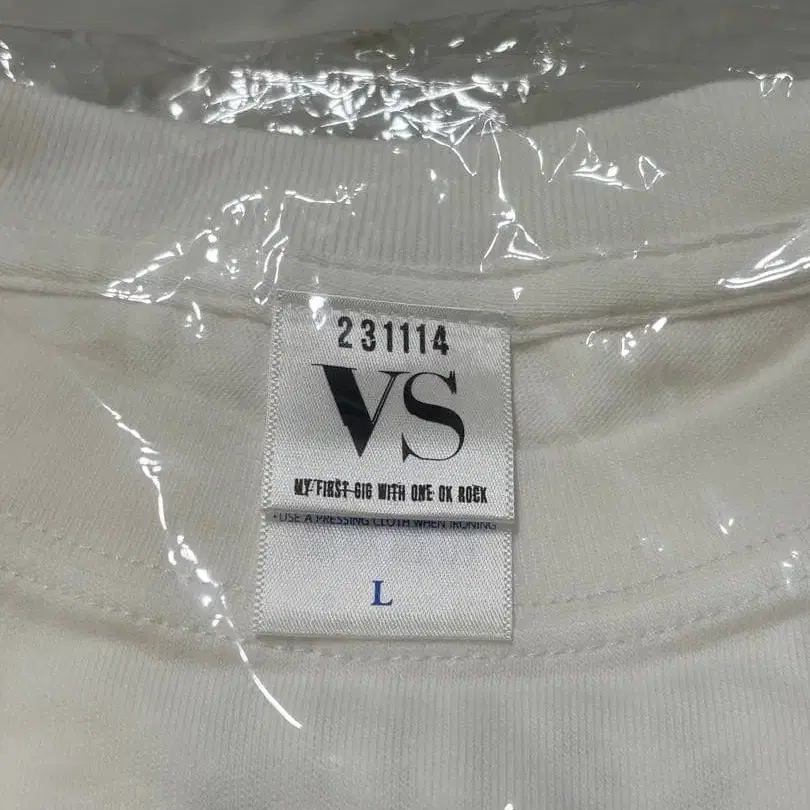 231114
VS
MY FIRST GIG WITH ONE OK ROCK
• USE A PRESSING CLOTH WHEN IRONING
L